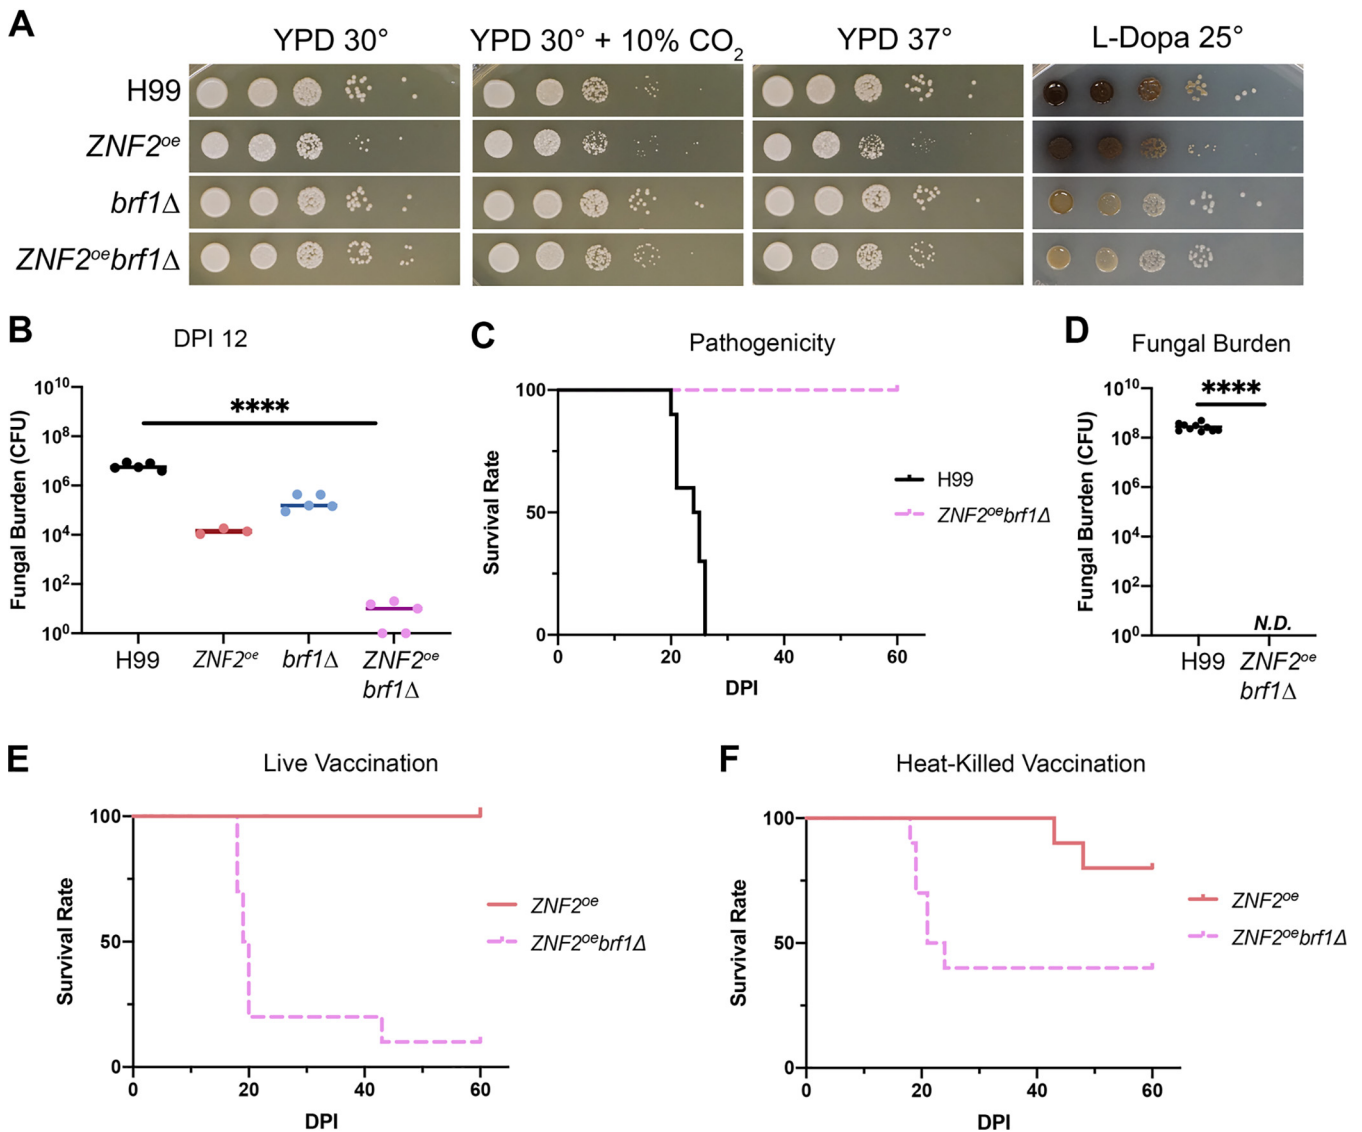 A
YPD 30°
YPD 30° + 10% CO2
YPD 37°
L-Dopa 25°
H99
ZNF2oe
brf1Δ
ZNF2oebrf1Δ
B
DPI 12
Fungal Burden (CFU)
10^10
10^8
10^6
10^4
10^2
10^0
****
H99
ZNF2oe
brf1Δ
ZNF2oe
brf1Δ
C
Pathogenicity
Survival Rate
100
50
0
0 20 40 60
DPI
H99
ZNF2oebrf1Δ
D
Fungal Burden
Fungal Burden (CFU)
10^10
10^8
10^6
10^4
10^2
10^0
****
N.D.
H99
ZNF2oe
brf1Δ
E
Live Vaccination
Survival Rate
100
50
0
0 20 40 60
DPI
ZNF2oe
ZNF2oebrf1Δ
F
Heat-Killed Vaccination
Survival Rate
100
50
0
0 20 40 60
DPI
ZNF2oe
ZNF2oebrf1Δ